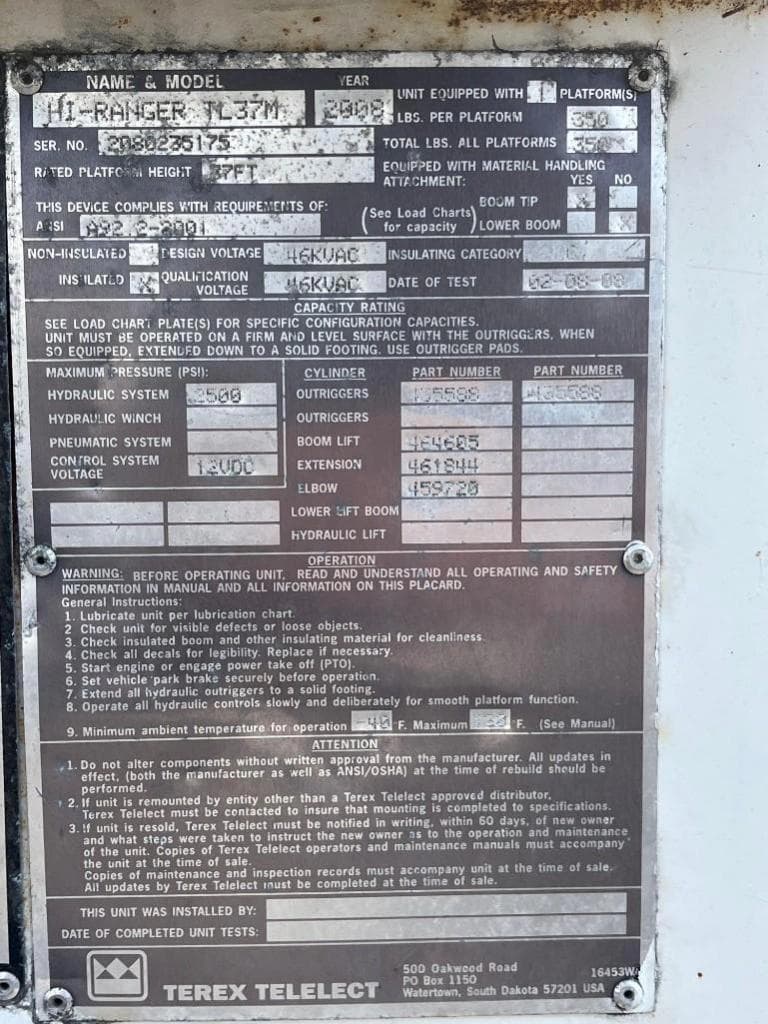 NAME & MODEL YEAR
HI-RANGER TC37M 2008
UNIT EQUIPPED WITH 1 PLATFORM(S)
LBS. PER PLATFORM 350
SER. NO. 2080235175
TOTAL LBS. ALL PLATFORMS 350
RATED PLATFORM HEIGHT 37FT
EQUIPPED WITH MATERIAL HANDLING
ATTACHMENT: YES NO
BOOM TIP X
THIS DEVICE COMPLIES WITH REQUIREMENTS OF:
ANSI A92.2-2001
(See Load Charts
for capacity) LOWER BOOM X
NON-INSULATED DESIGN VOLTAGE 46KVAC INSULATING CATEGORY
INSULATED X QUALIFICATION
VOLTAGE 46KVAC DATE OF TEST 02-08-08
CAPACITY RATING
SEE LOAD CHART PLATE(S) FOR SPECIFIC CONFIGURATION CAPACITIES.
UNIT MUST BE OPERATED ON A FIRM AND LEVEL SURFACE WITH THE OUTRIGGERS, WHEN
SO EQUIPPED, EXTENDED DOWN TO A SOLID FOOTING. USE OUTRIGGER PADS.
MAXIMUM PRESSURE (PSI): CYLINDER PART NUMBER PART NUMBER
HYDRAULIC SYSTEM 3500 OUTRIGGERS 435588 435588
HYDRAULIC WINCH OUTRIGGERS
PNEUMATIC SYSTEM BOOM LIFT 464605
CONTROL SYSTEM
VOLTAGE 12VDC EXTENSION 461844
ELBOW 459720
LOWER LIFT BOOM
HYDRAULIC LIFT
OPERATION
WARNING: BEFORE OPERATING UNIT, READ AND UNDERSTAND ALL OPERATING AND SAFETY
INFORMATION IN MANUAL AND ALL INFORMATION ON THIS PLACARD.
General Instructions:
1. Lubricate unit per lubrication chart.
2 Check unit for visible defects or loose objects.
3. Check insulated boom and other insulating material for cleanliness
4. Check all decals for legibility. Replace if necessary.
5. Start engine or engage power take off (PTO).
6. Set vehicle park brake securely before operation.
7. Extend all hydraulic outriggers to a solid footing.
8. Operate all hydraulic controls slowly and deliberately for smooth platform function.
9. Minimum ambient temperature for operation -40 F. Maximum F. (See Manual)
ATTENTION
1. Do not alter components without written approval from the manufacturer. All updates in
effect, (both the manufacturer as well as ANSI/OSHA) at the time of rebuild should be
performed.
2. If unit is remounted by entity other than a Terex Telelect approved distributor,
Terex Telelect must be contacted to insure that mounting is completed to specifications.
3. If unit is resold, Terex Telelect must be notified in writing, within 60 days, of new owner
and what steps were taken to instruct the new owner as to the operation and maintenance
of the unit. Copies of Terex Telelect operators and maintenance manuals must accompany
the unit at the time of sale.
Copies of maintenance and inspection records must accompany unit at the time of sale.
All updates by Terex Telelect must be completed at the time of sale.
THIS UNIT WAS INSTALLED BY:
DATE OF COMPLETED UNIT TESTS:
TEREX TELELECT
500 Oakwood Road
PO Box 1150
Watertown, South Dakota 57201 USA